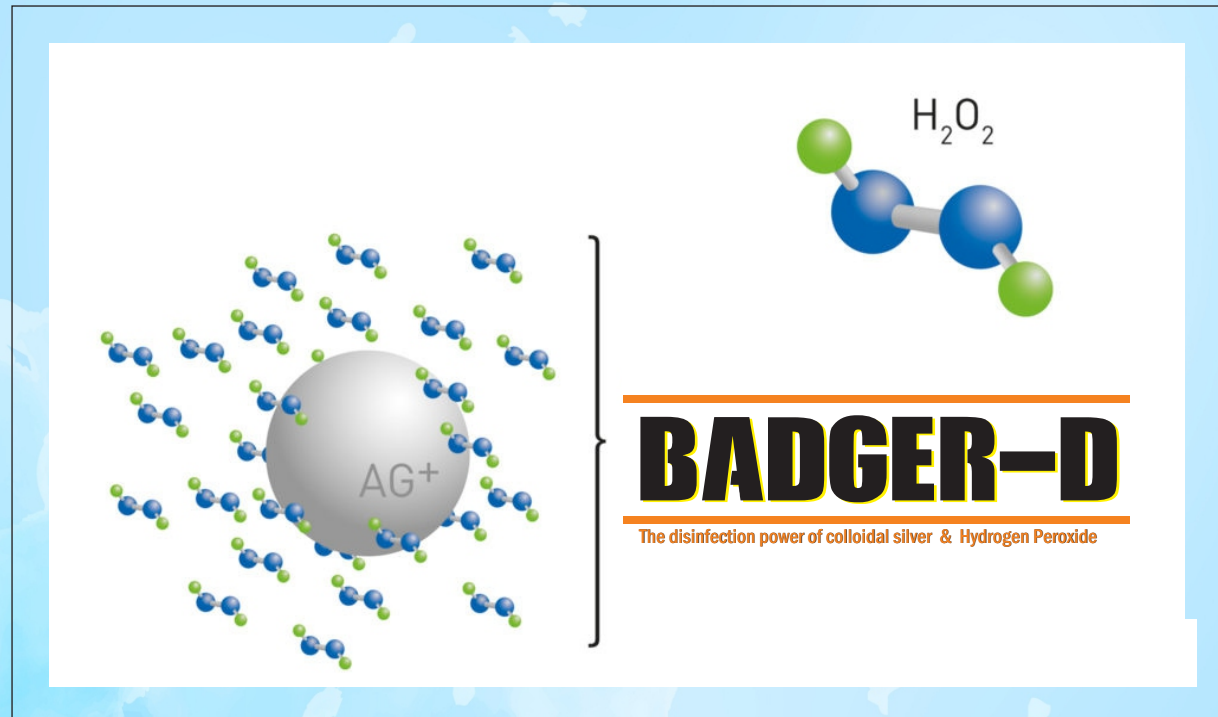 H₂O₂
AG⁺
BADGER–D
The disinfection power of colloidal silver & Hydrogen Peroxide